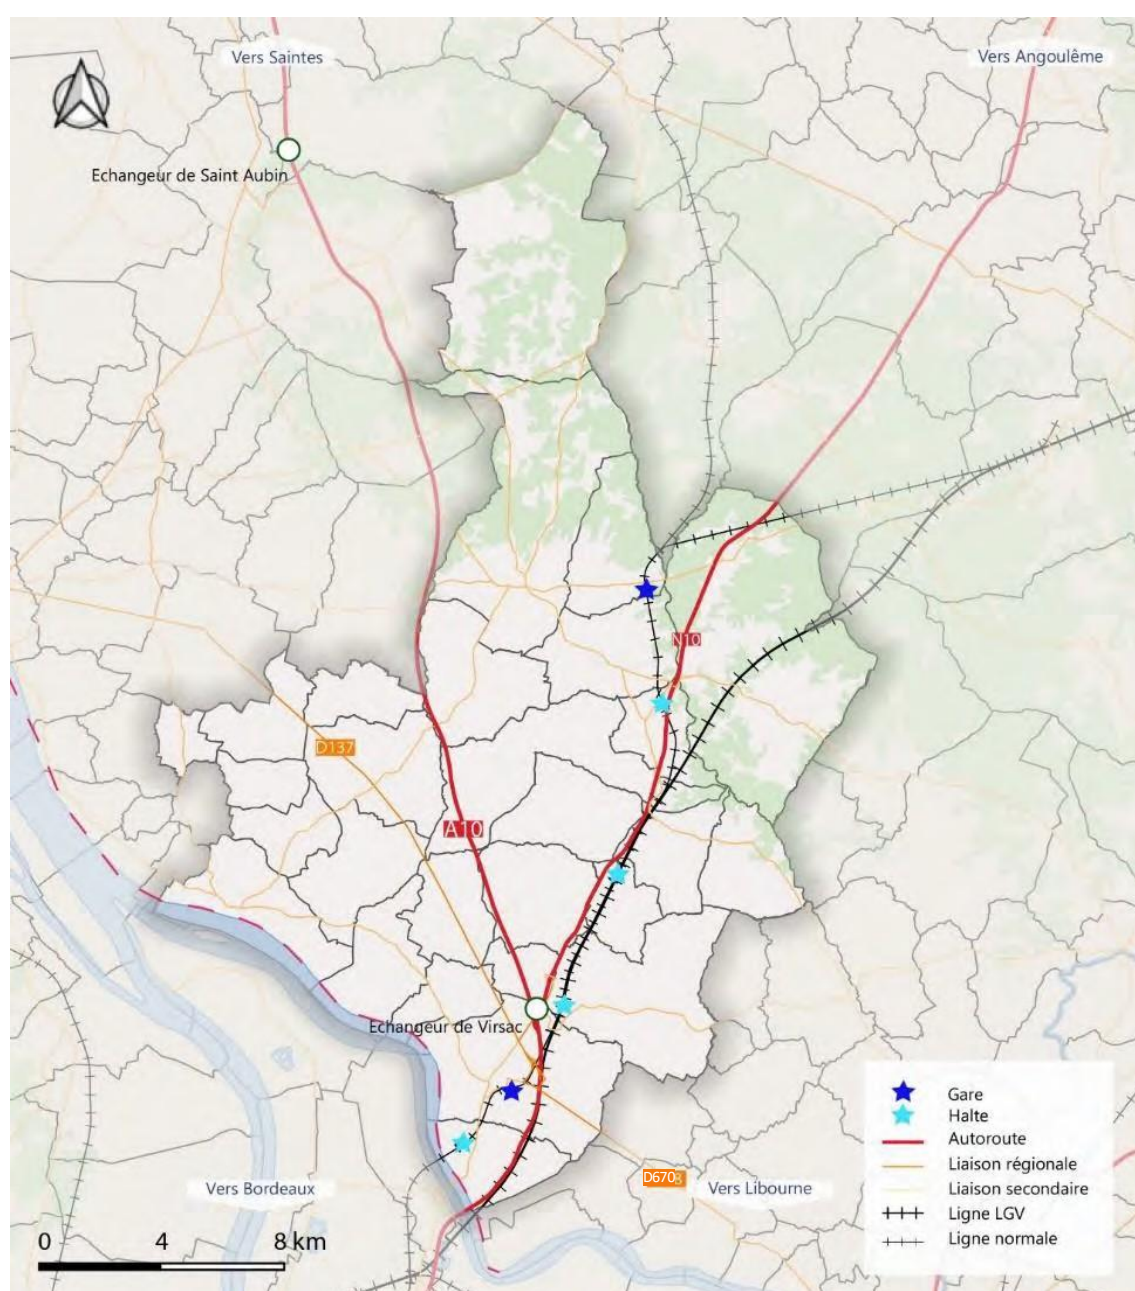 Vers Saintes
Vers Angoulême
Echangeur de Saint Aubin
N10
D137
A10
Echangeur de Virsac
D670
Vers Bordeaux
Vers Libourne
0 4 8 km
Gare
Halte
Autoroute
Liaison régionale
Liaison secondaire
Ligne LGV
Ligne normale